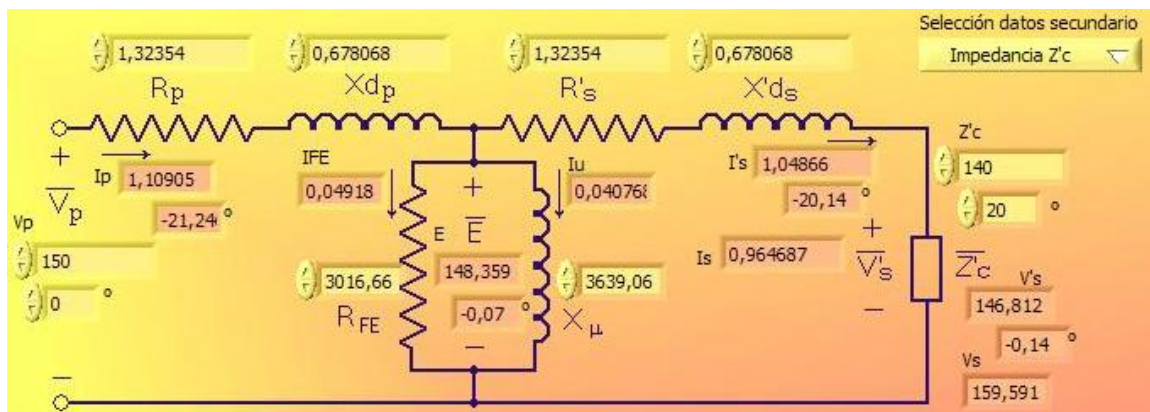 Selección datos secundario
Impedancia Z'c
1,32354
0,678068
1,32354
0,678068
Rp
Xdp
R's
X'ds
+
Ip
1,10905
-21,24
Vp
Vp
150
0
º
IFE
0,04918
+
E
E
148,359
-0,07 º
3016,66
RFE
Iu
0,040768
3639,06
Xμ
I's
1,04866
-20,14 º
Is
0,964687
+
V's
Z'c
140
20 º
Z'c
V's
146,812
-0,14 º
Vs
159,591